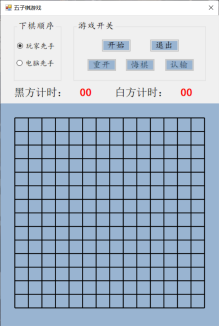 五子棋游戏
下棋顺序
游戏开关
玩家先手
开始
退出
电脑先手
重开
悔棋
认输
黑方计时： 00
白方计时： 00